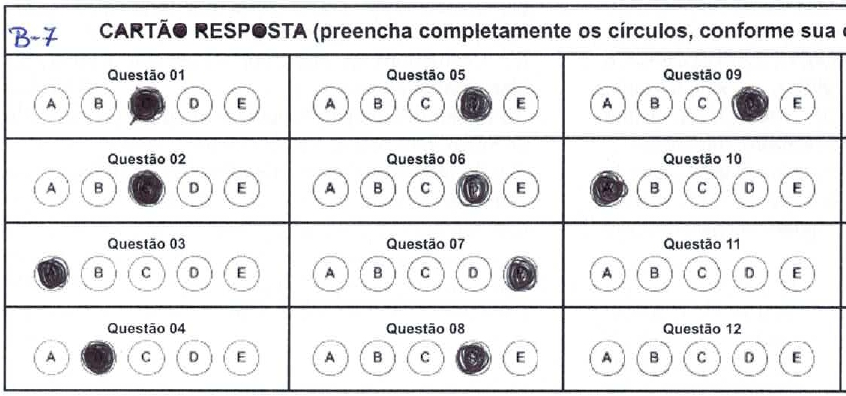 B-7 CARTÃO RESPOSTA (preencha completamente os círculos, conforme sua
Questão 01 Questão 05 Questão 09
A B D E A B C E A B C E
Questão 02 Questão 06 Questão 10
A B C D E A B C D E A B C D E
Questão 03 Questão 07 Questão 11
A B C D E A B C D E A B C D E
Questão 04 Questão 08 Questão 12
A C D E A B C E A B C D E